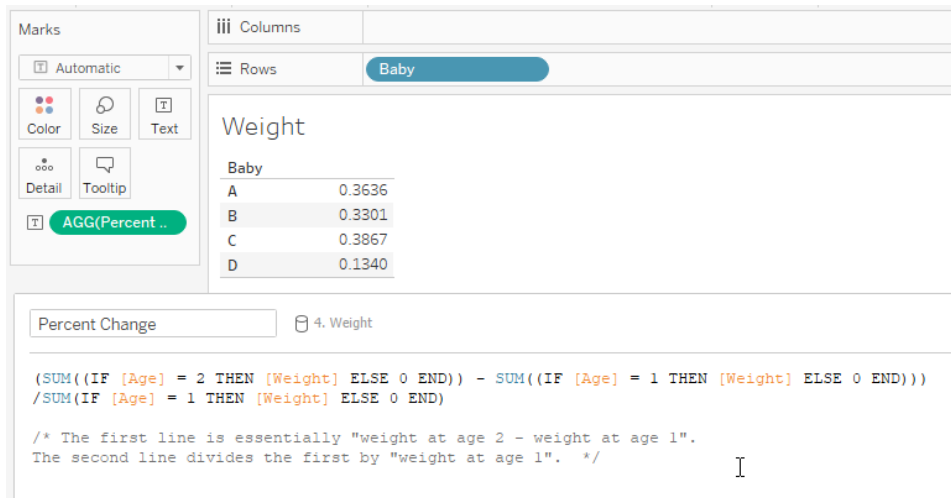 Marks
Automatic
Color Size Text
Detail Tooltip
T AGG(Percent ..
Columns
Rows Baby
Weight
Baby
A 0.3636
B 0.3301
C 0.3867
D 0.1340
Percent Change 4. Weight
(SUM((IF [Age] = 2 THEN [Weight] ELSE 0 END)) - SUM((IF [Age] = 1 THEN [Weight] ELSE 0 END)))
/SUM(IF [Age] = 1 THEN [Weight] ELSE 0 END)
/* The first line is essentially "weight at age 2 - weight at age 1".
The second line divides the first by "weight at age 1".  */